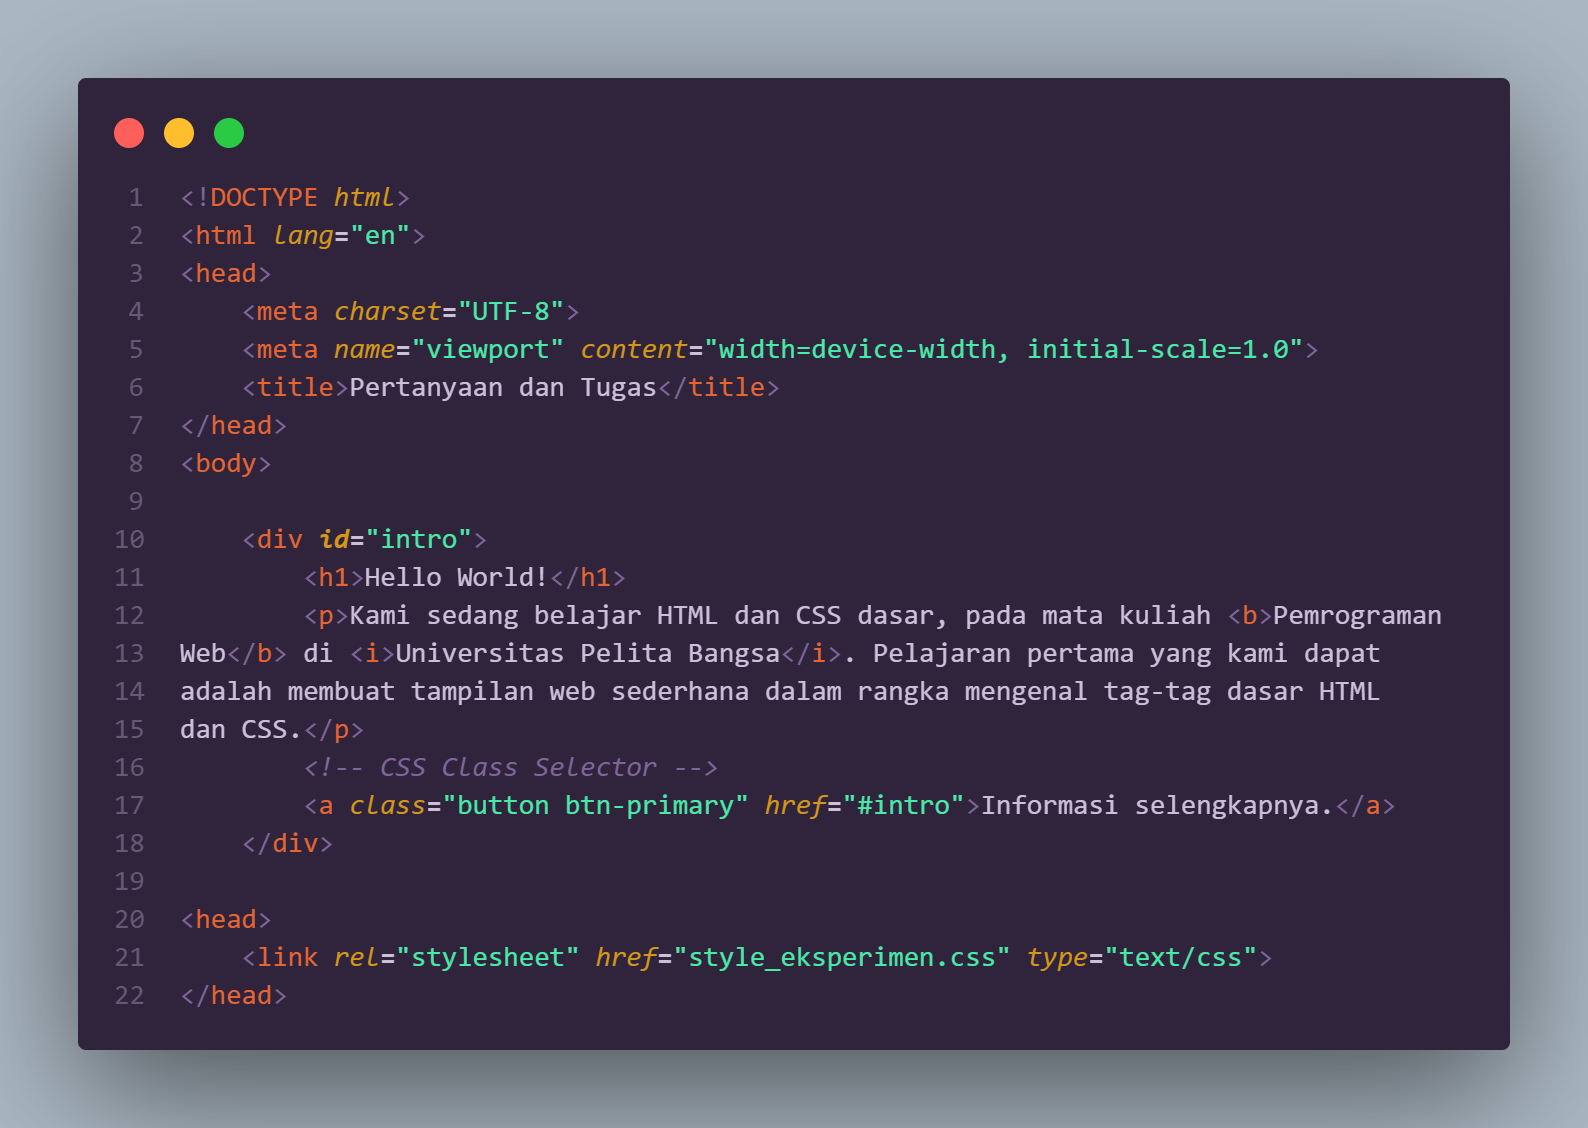 1 <!DOCTYPE html>
2 <html lang="en">
3 <head>
4     <meta charset="UTF-8">
5     <meta name="viewport" content="width=device-width, initial-scale=1.0">
6     <title>Pertanyaan dan Tugas</title>
7 </head>
8 <body>
9
10     <div id="intro">
11         <h1>Hello World!</h1>
12         <p>Kami sedang belajar HTML dan CSS dasar, pada mata kuliah <b>Pemrograman
13 Web</b> di <i>Universitas Pelita Bangsa</i>. Pelajaran pertama yang kami dapat
14 adalah membuat tampilan web sederhana dalam rangka mengenal tag-tag dasar HTML
15 dan CSS.</p>
16         <!-- CSS Class Selector -->
17         <a class="button btn-primary" href="#intro">Informasi selengkapnya.</a>
18     </div>
19
20 <head>
21     <link rel="stylesheet" href="style_eksperimen.css" type="text/css">
22 </head>